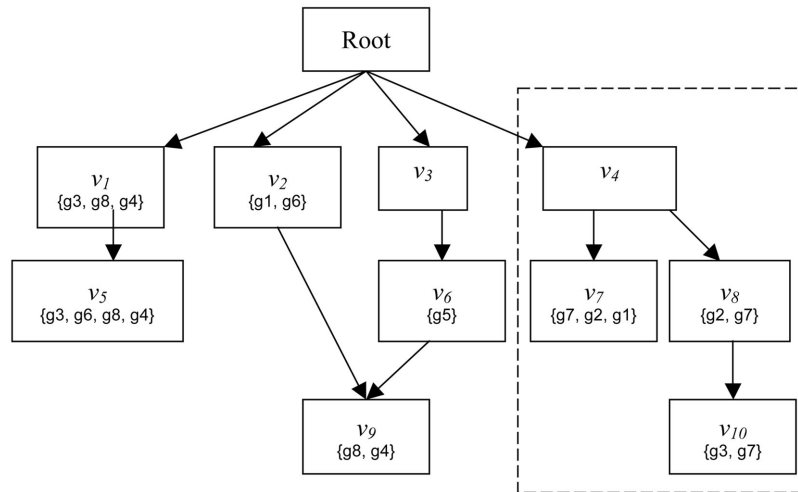 Root
v1
{g3, g8, g4}
v2
{g1, g6}
v3
v4
v5
{g3, g6, g8, g4}
v6
{g5}
v7
{g7, g2, g1}
v8
{g2, g7}
v9
{g8, g4}
v10
{g3, g7}